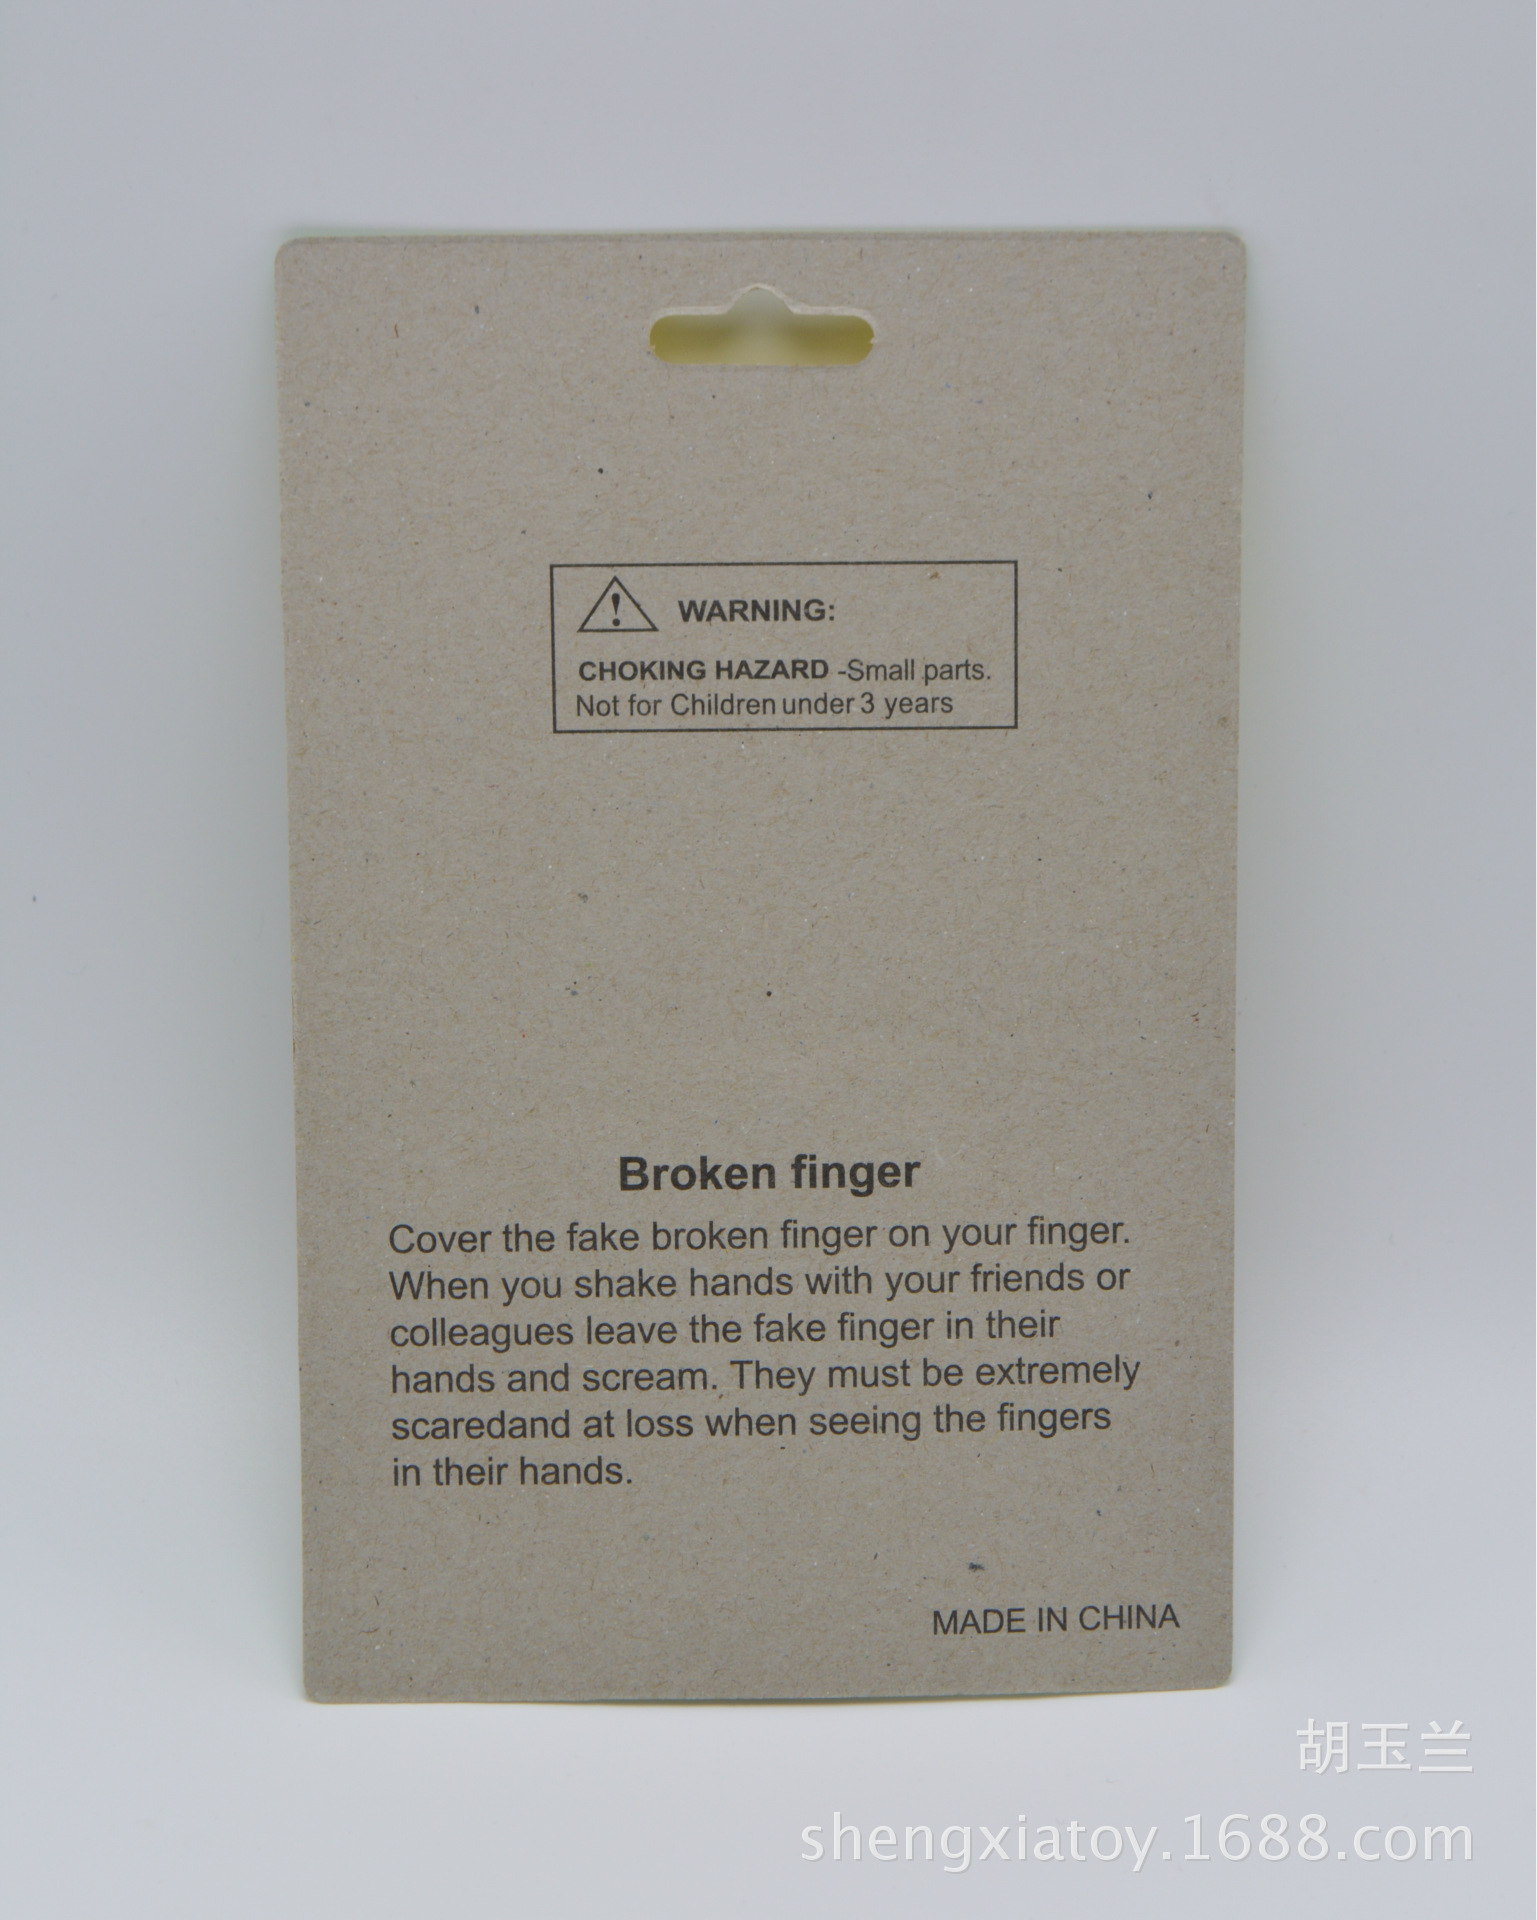 WARNING:
CHOKING HAZARD -Small parts.
Not for Children under 3 years
Broken finger
Cover the fake broken finger on your finger.
When you shake hands with your friends or
colleagues leave the fake finger in their
hands and scream. They must be extremely
scaredand at loss when seeing the fingers
in their hands.
MADE IN CHINA
胡玉兰
shengxiatoy.1688.com